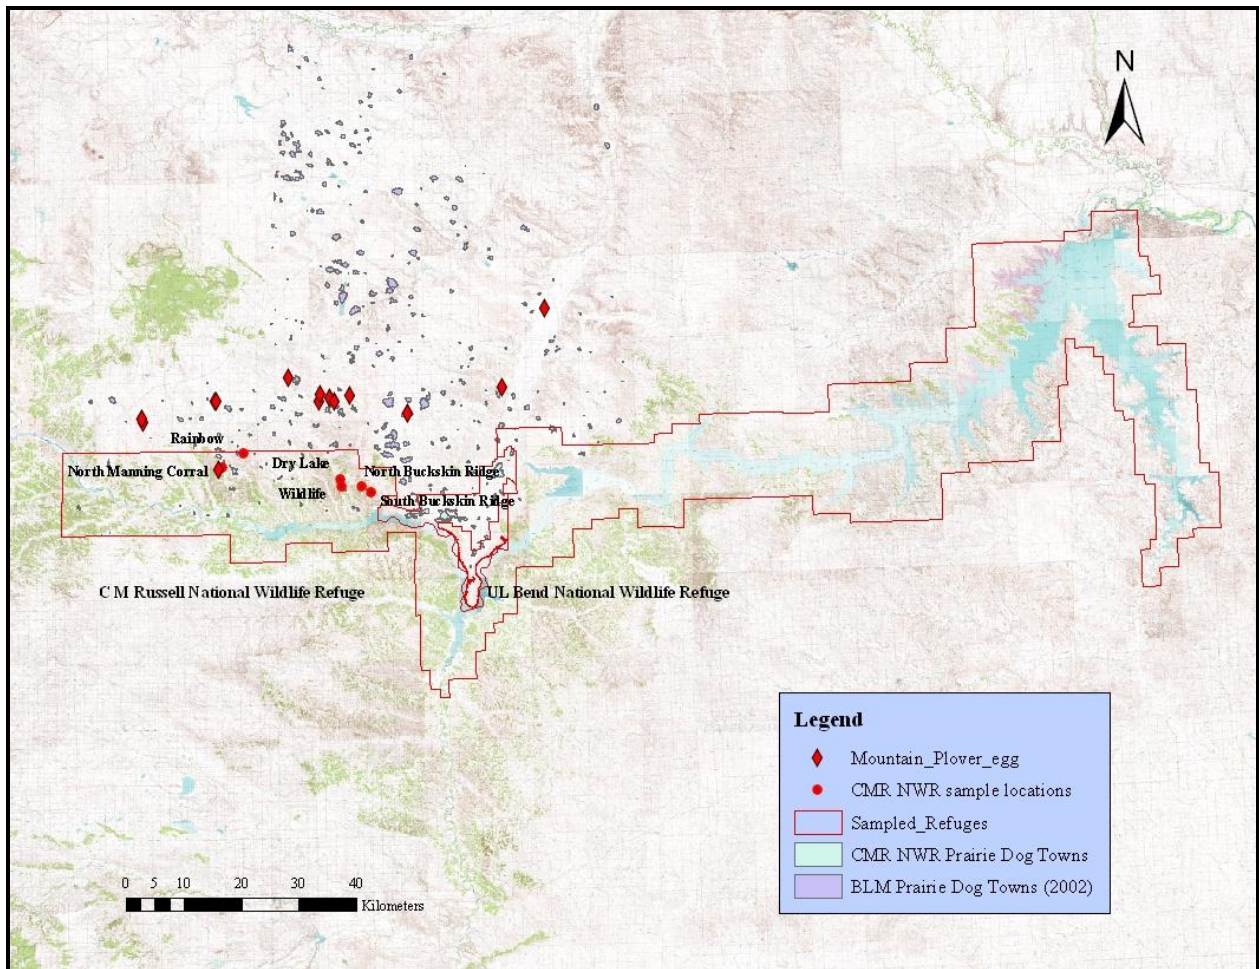 N
Rainbow
North Manning Corral
Dry Lake
North Buckskin Riidge
Wildlife
South Buckskin Ridge
C M Russell National Wildlife Refuge
UL Bend National Wildlife Refuge
Legend
Mountain_Plover_egg
CMR NWR sample locations
Sampled_Refuges
CMR NWR Prairie Dog Towns
BLM Prairie Dog Towns (2002)
0 5 10 20 30 40
Kilometers